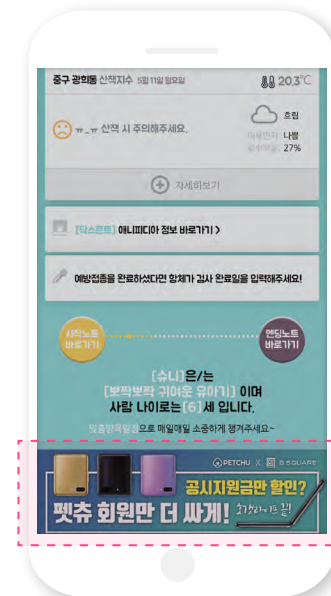 중구 광희동 산책지수 5월 11일 일요일 20.3℃
ㅠ_ㅠ 산책 시 주의해주세요.
흐림
미세먼지: 나쁨
27%
자세히보기
[닥스훈트] 애니피디아 정보 바로가기 >
예방접종을 완료하셨다면 항체가 검사 완료일을 입력해주세요!
시작노트
바로가기
엔딩노트
바로가기
[슈니]은/는
[뽀짝뽀짝 귀여운 유아기] 이며
사람 나이로는 [6]세 입니다.
맞춤양육일정으로 매일매일 소중하게 챙겨주세요~
PETCHU X B SQUARE
공시지원금만 할인?
펫츄 회원만 더 싸게!